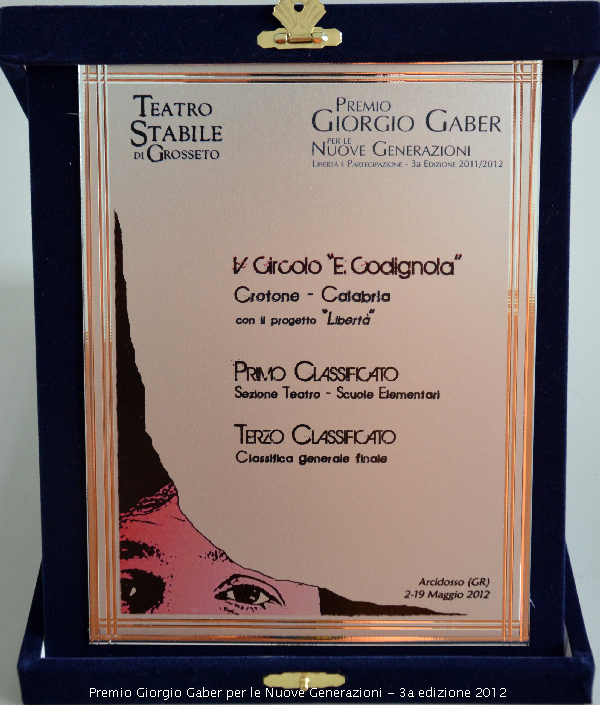 TEATRO
STABILE
DI GROSSETO
PREMIO
GIORGIO GABER
PER LE
NUOVE GENERAZIONI
LIBERTÀ E PARTECIPAZIONE - 3a EDIZIONE 2011/2012
IV Circolo "E. Codignola"
Crotone - Calabria
con il progetto "Libertà"
PRIMO CLASSIFICATO
Sezione Teatro - Scuole Elementari
TERZO CLASSIFICATO
Classifica generale finale
Arcidosso (GR)
2-19 Maggio 2012
Premio Giorgio Gaber per le Nuove Generazioni - 3a edizione 2012